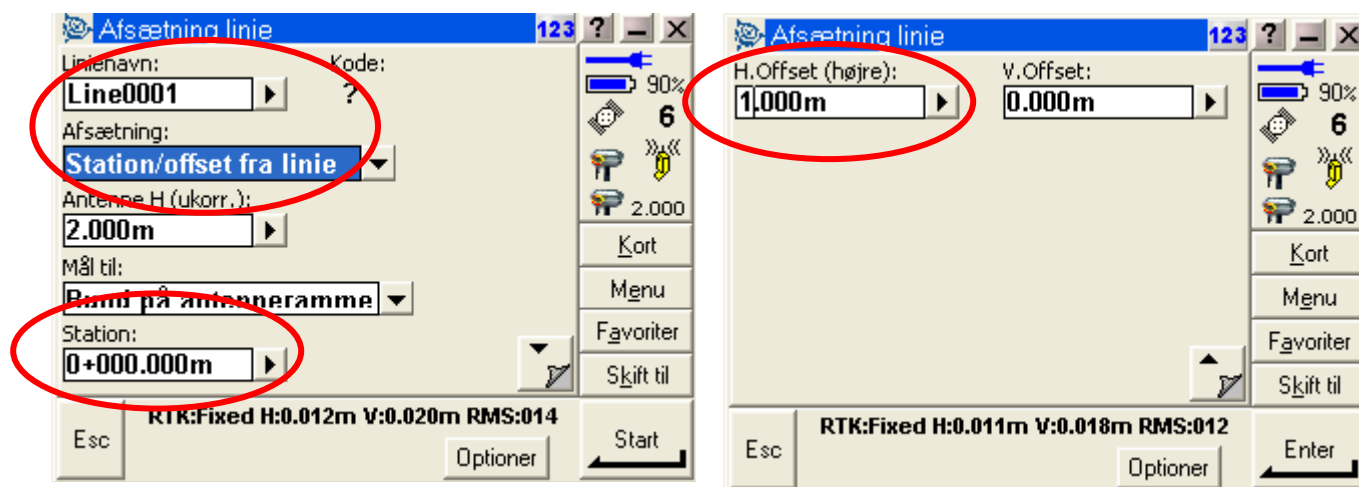 Afsætning linie 123 ?
Linienavn: Kode:
Line0001 ?
Afsætning:
Station/offset fra linie
Antenne H (ukorr.):
2.000m
Mål til:
Bund på antenneramme
Station:
0+000.000m
90%
6
2.000
Kort
Menu
Favoriter
Skift til
RTK:Fixed H:0.012m V:0.020m RMS:014
Esc
Optioner
Start
Afsætning linie 123 ?
H.Offset (højre): V.Offset:
1.000m 0.000m
90%
6
2.000
Kort
Menu
Favoriter
Skift til
RTK:Fixed H:0.011m V:0.018m RMS:012
Esc
Optioner
Enter